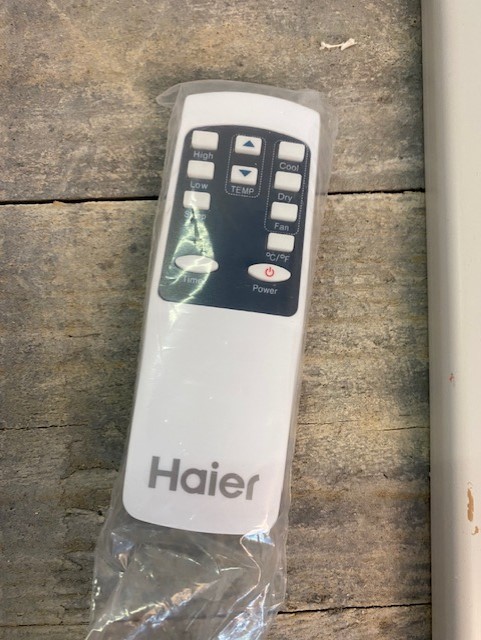 High
TEMP
Cool
Low
Dry
Sleep
Fan
°C/°F
Timer
Power
Haier